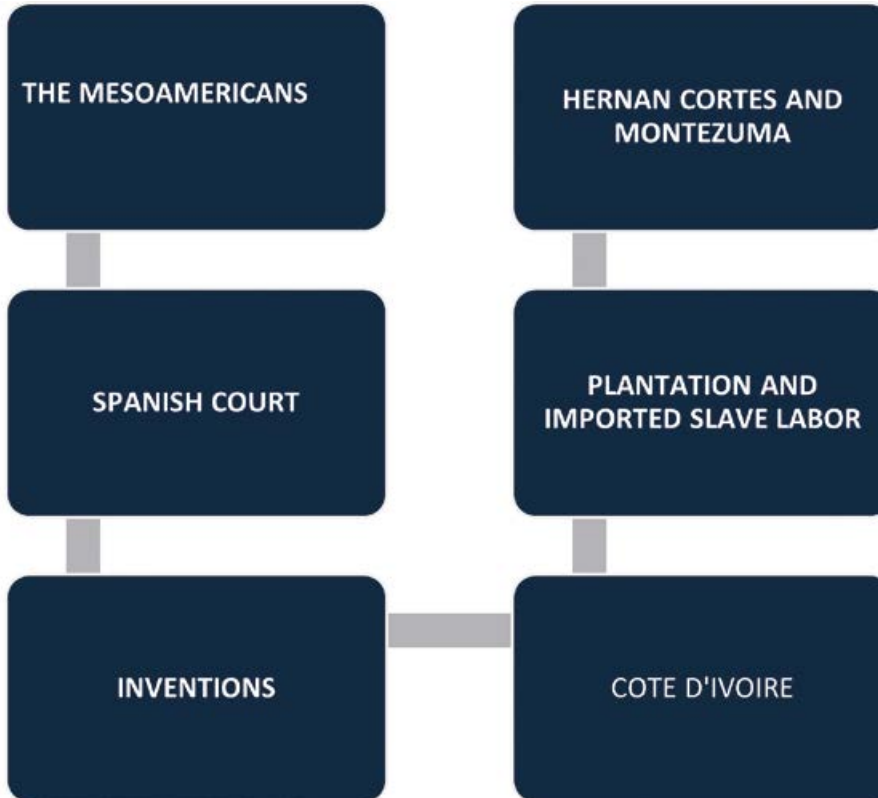 THE MESOAMERICANS
SPANISH COURT
INVENTIONS
COTE D'IVOIRE
PLANTATION AND
IMPORTED SLAVE LABOR
HERNAN CORTES AND
MONTEZUMA